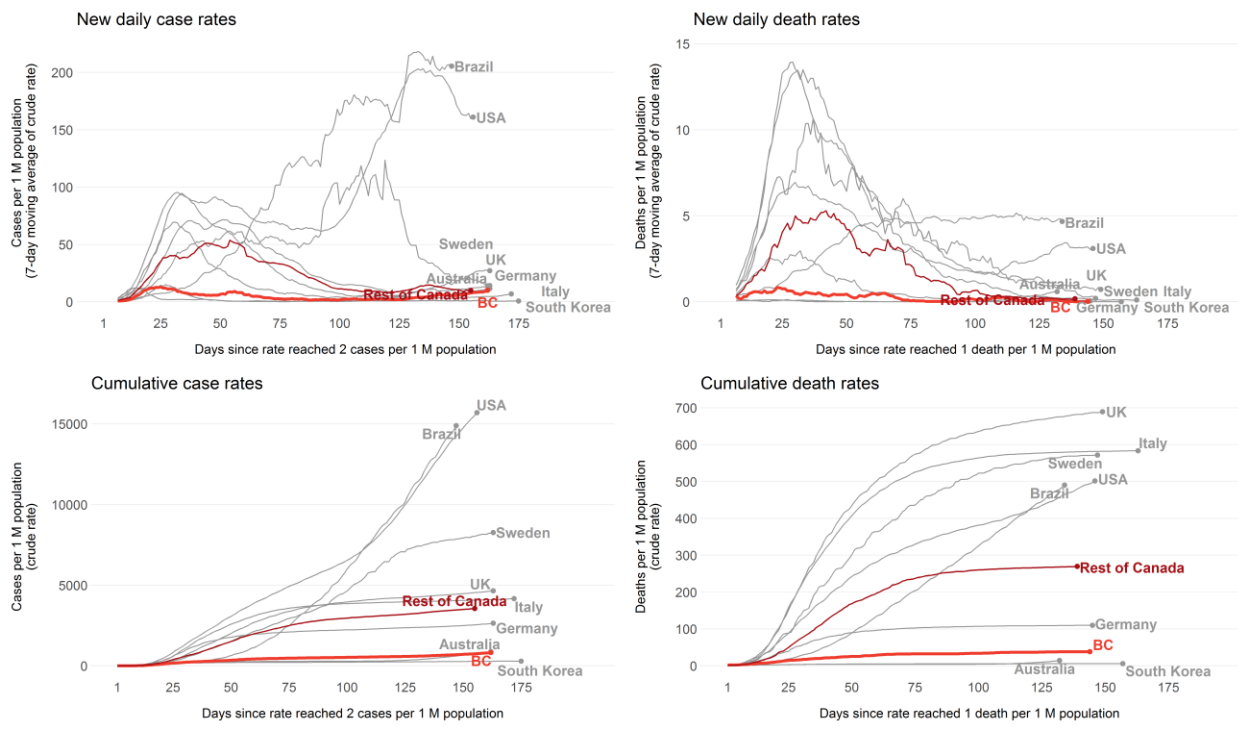 New daily case rates
Cases per 1 M population
(7-day moving average of crude rate)
200
150
100
50
0
Brazil
USA
Sweden
UK
Germany
Australia
Rest of Canada
Italy
BC
South Korea
1 25 50 75 100 125 150 175
Days since rate reached 2 cases per 1 M population
New daily death rates
Deaths per 1 M population
(7-day moving average of crude rate)
15
10
5
0
Brazil
USA
UK
Australia
Sweden Italy
Rest of Canada
BC Germany South Korea
1 25 50 75 100 125 150 175
Days since rate reached 1 death per 1 M population
Cumulative case rates
Cases per 1 M population
(crude rate)
15000
10000
5000
0
USA
Brazil
Sweden
UK
Rest of Canada
Italy
Germany
Australia
BC
South Korea
1 25 50 75 100 125 150 175
Days since rate reached 2 cases per 1 M population
Cumulative death rates
Deaths per 1 M population
(crude rate)
700
600
500
400
300
200
100
0
UK
Italy
Sweden
USA
Brazil
Rest of Canada
Germany
BC
Australia
South Korea
1 25 50 75 100 125 150 175
Days since rate reached 1 death per 1 M population